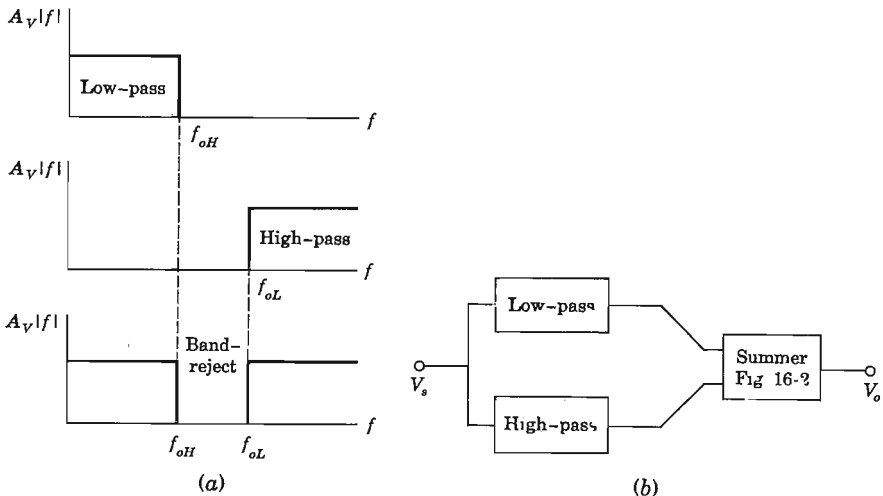 A_V|f|
Low-pass
f
f_oH
A_V|f|
High-pass
f
f_oL
A_V|f|
Band-
reject
f
f_oH
f_oL
(a)
Low-pass
Summer
Fig 16-2
V_s
V_o
High-pass
(b)